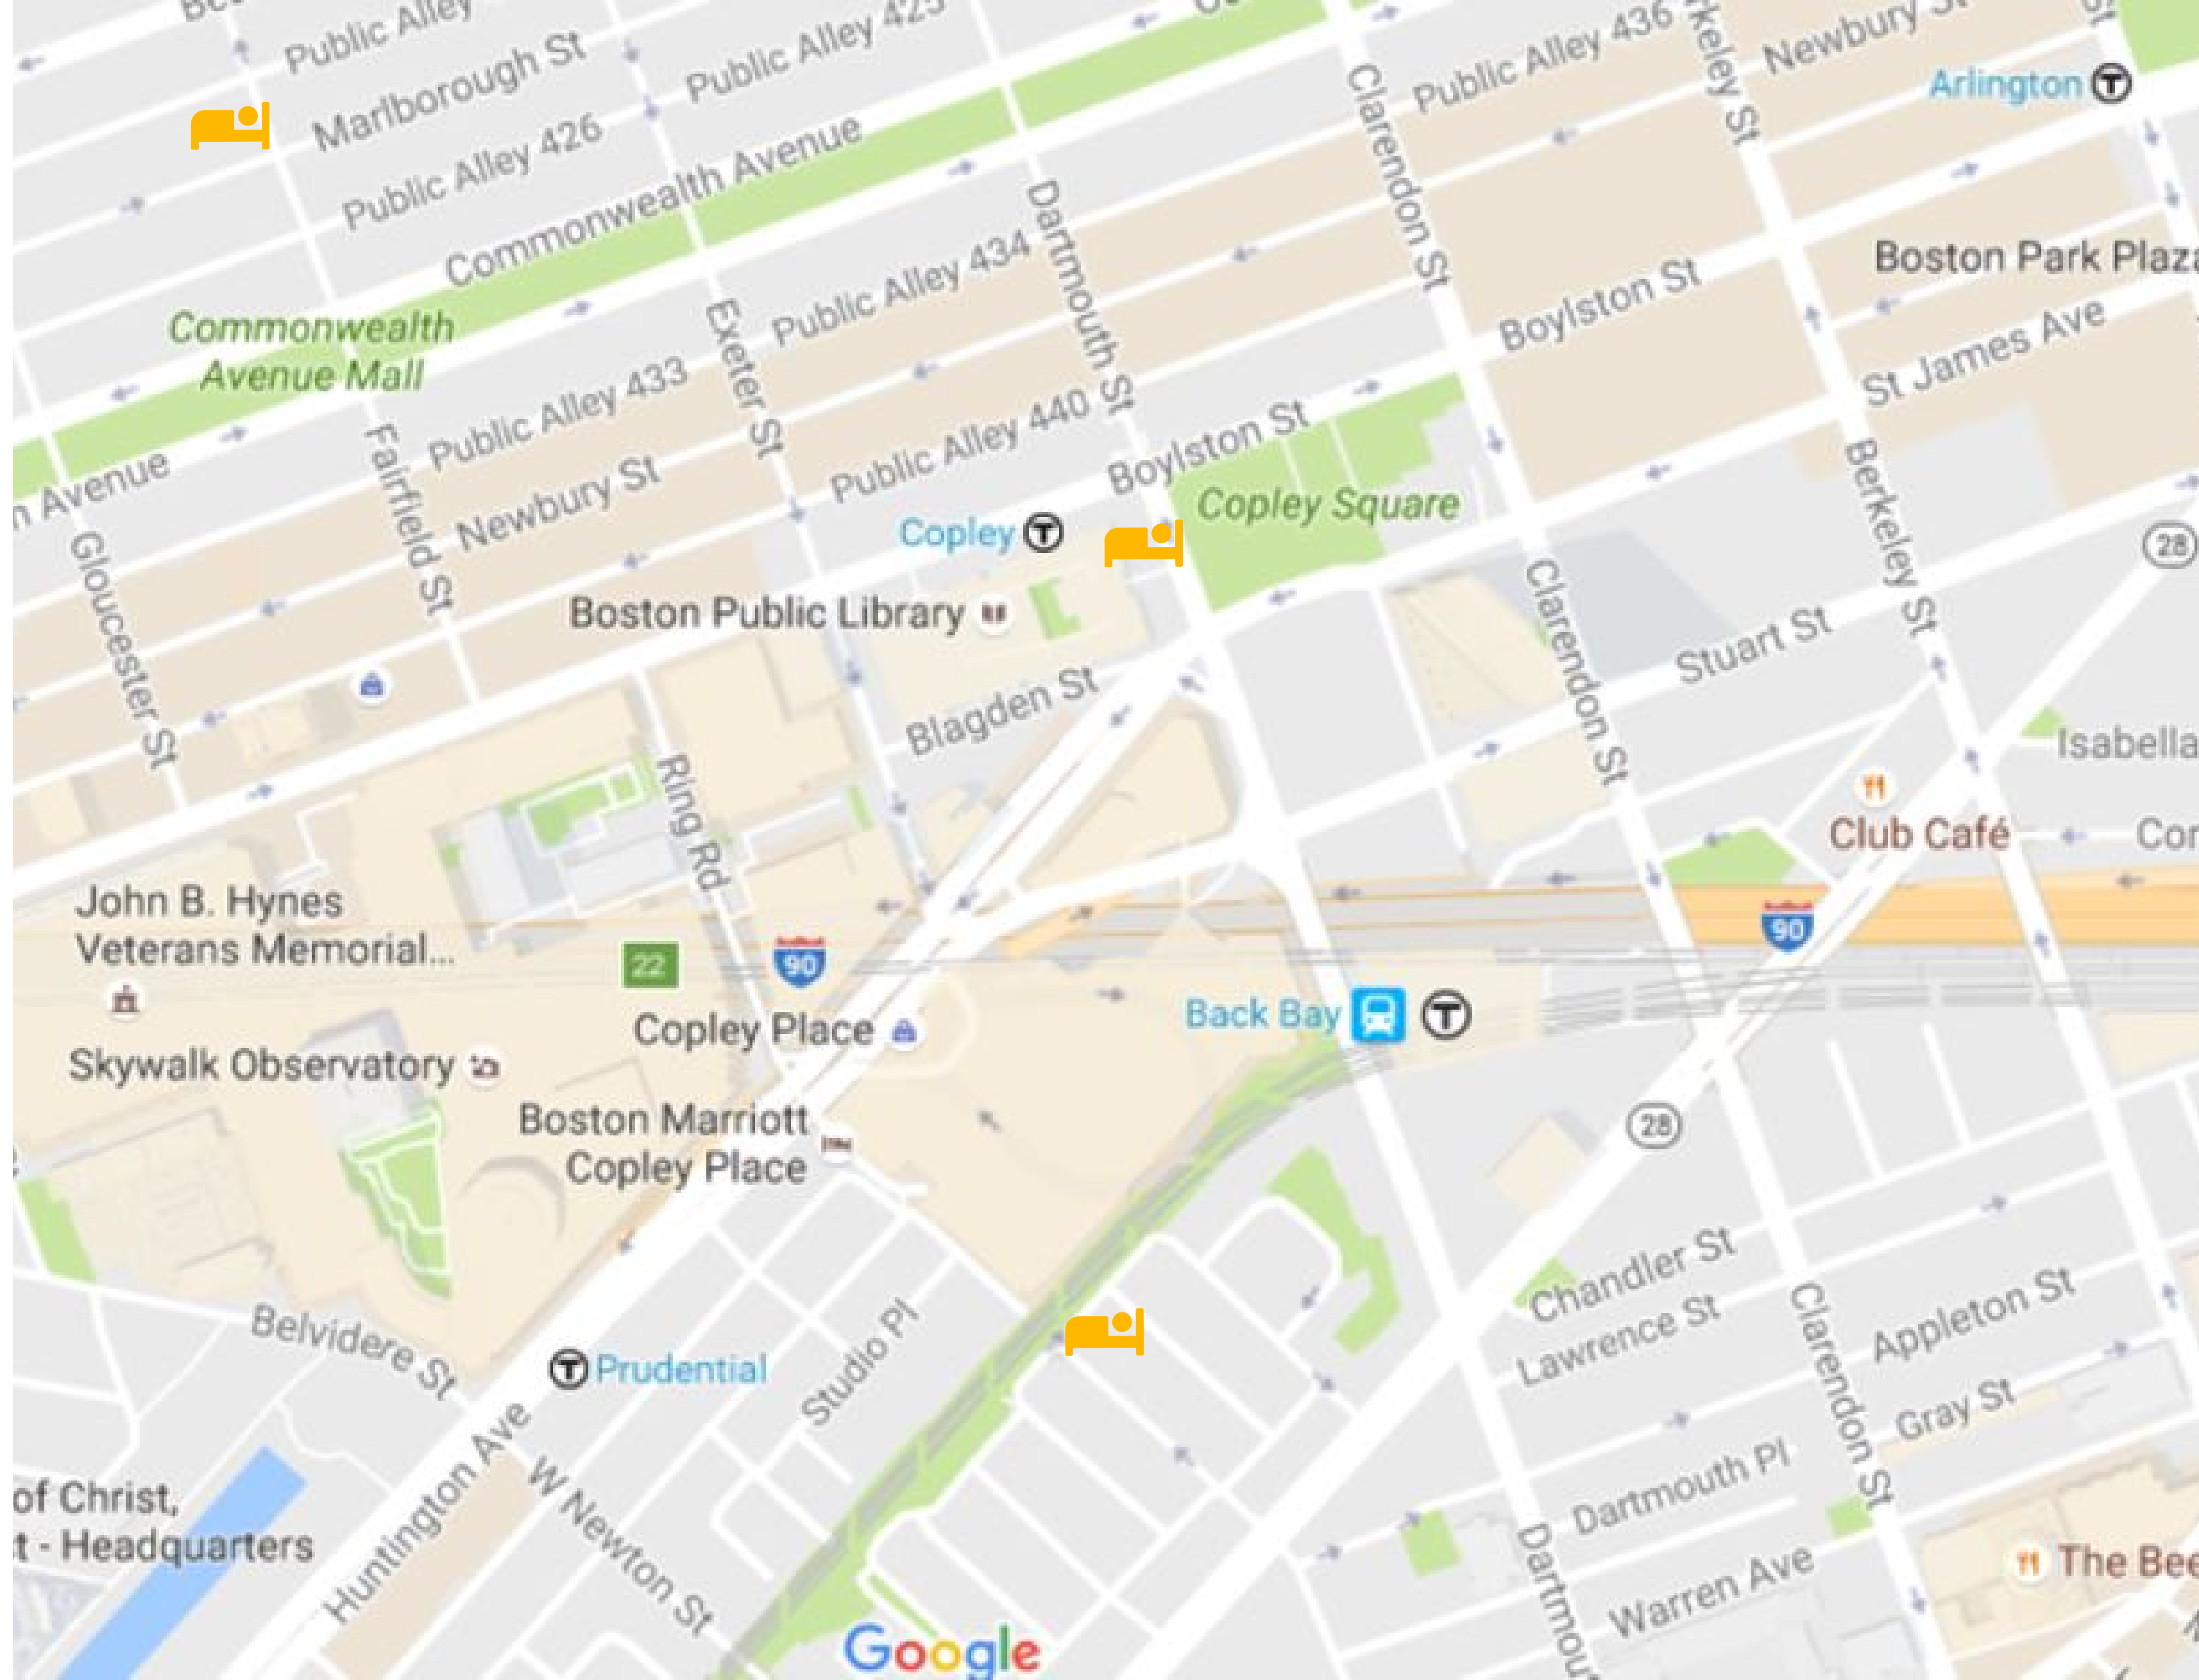 Public Alley
Marlborough St
Public Alley 426
Public Alley 425
Commonwealth Avenue
Public Alley 436
Newbury St
Arlington
Clarendon St
Dartmouth St
Public Alley 434
Boston Park Plaza
Boylston St
St James Ave
Commonwealth
Avenue Mall
Exeter St
Public Alley 433
Fairfield St
Newbury St
Public Alley 440
Boylston St
Copley Square
Copley
Avenue
Gloucester St
Berkeley St
28
Boston Public Library
Clarendon St
Stuart St
Blagden St
Isabella
Ring Rd
Club Café
John B. Hynes
Veterans Memorial...
22
90
90
Copley Place
Back Bay
Skywalk Observatory
Boston Marriott
Copley Place
28
Chandler St
Lawrence St
Appleton St
Clarendon St
Gray St
Belvidere St
Prudential
Studio Pl
Huntington Ave
W Newton St
Dartmouth Pl
of Christ,
t - Headquarters
Warren Ave
Dartmou
The Bee
Google